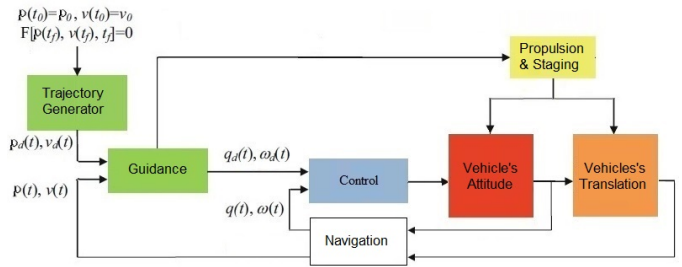 p(t₀)=p₀, v(t₀)=v₀
F[p(t_f), v(t_f), t_f]=0
Propulsion
& Staging
Trajectory
Generator
p_d(t), v_d(t)
Guidance
q_d(t), ω_d(t)
Control
Vehicle's
Attitude
Vehicles's
Translation
p(t), v(t)
q(t), ω(t)
Navigation